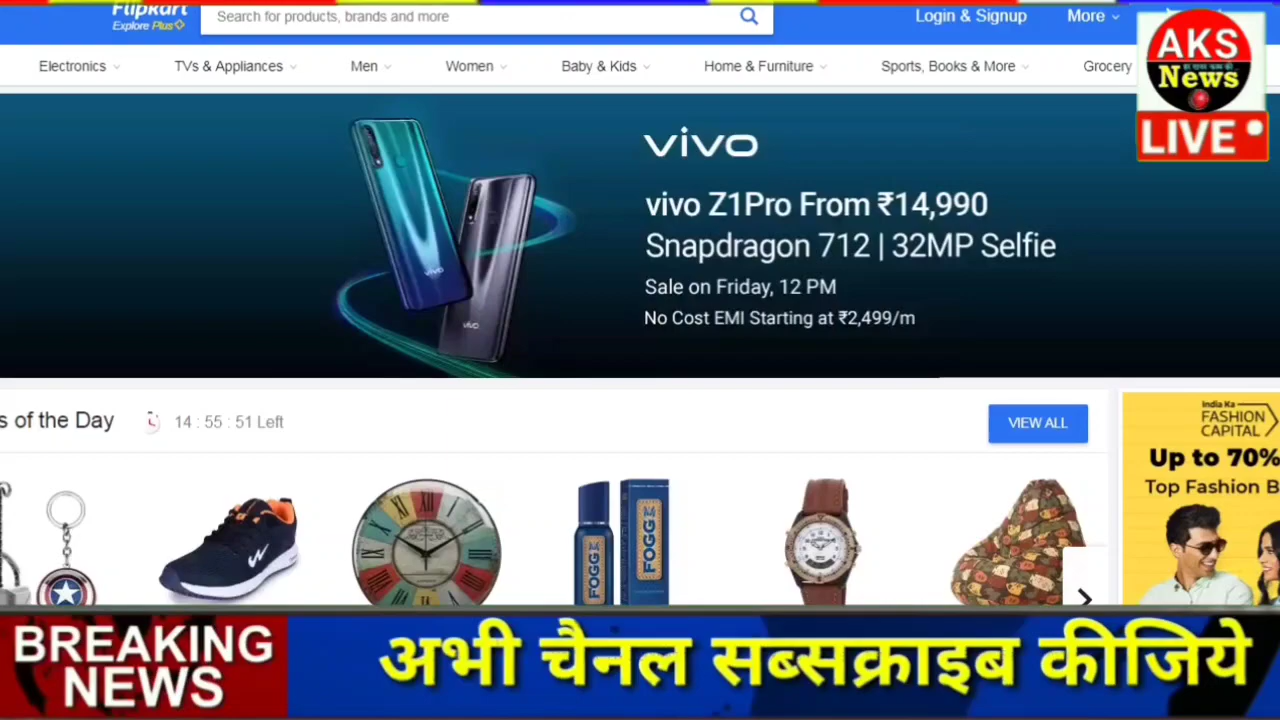 Flipkart
Explore Plus
Search for products, brands and more
Login & Signup
More
Electronics
TVs & Appliances
Men
Women
Baby & Kids
Home & Furniture
Sports, Books & More
Grocery
AKS
News
LIVE
vivo
vivo Z1Pro From ₹14,990
Snapdragon 712 | 32MP Selfie
Sale on Friday, 12 PM
No Cost EMI Starting at ₹2,499/m
vivo
vivo
s of the Day
14 : 55 : 51 Left
VIEW ALL
India Ka
FASHION
CAPITAL
Up to 70%
Top Fashion B
FOGG
FOGG
BREAKING
NEWS
अभी चैनल सब्सक्राइब कीजिये